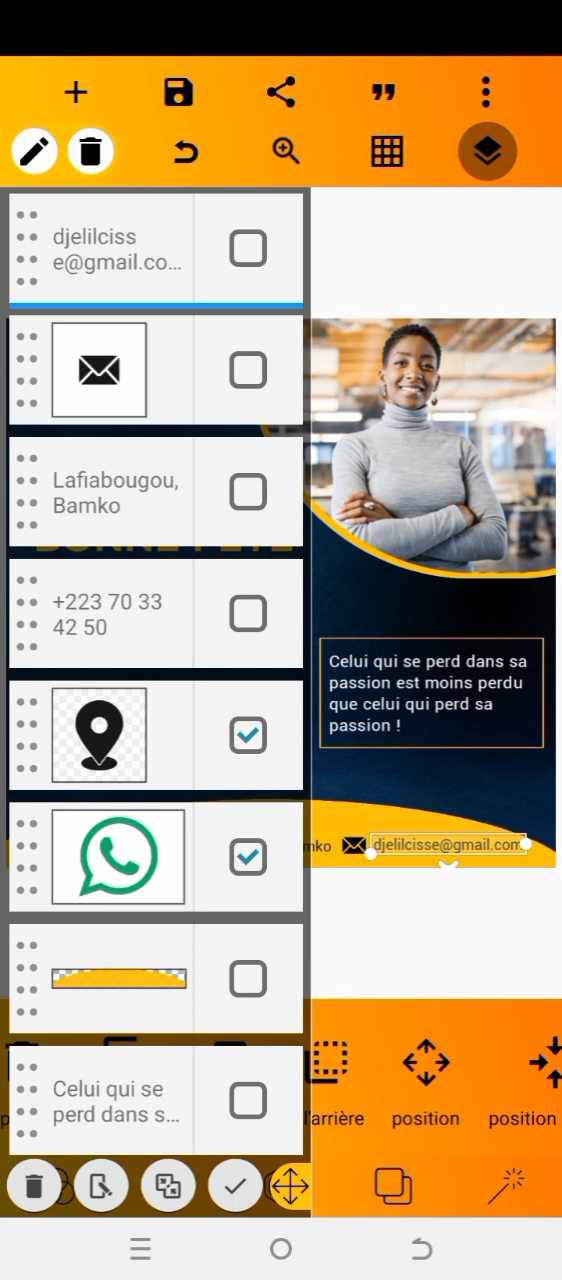 djelilciss
e@gmail.co...
Lafiabougou,
Bamko
+223 70 33
42 50
Celui qui se
perd dans s...
Celui qui se perd dans sa
passion est moins perdu
que celui qui perd sa
passion !
mko
djelilcisse@gmail.com
l'arrière
position
position